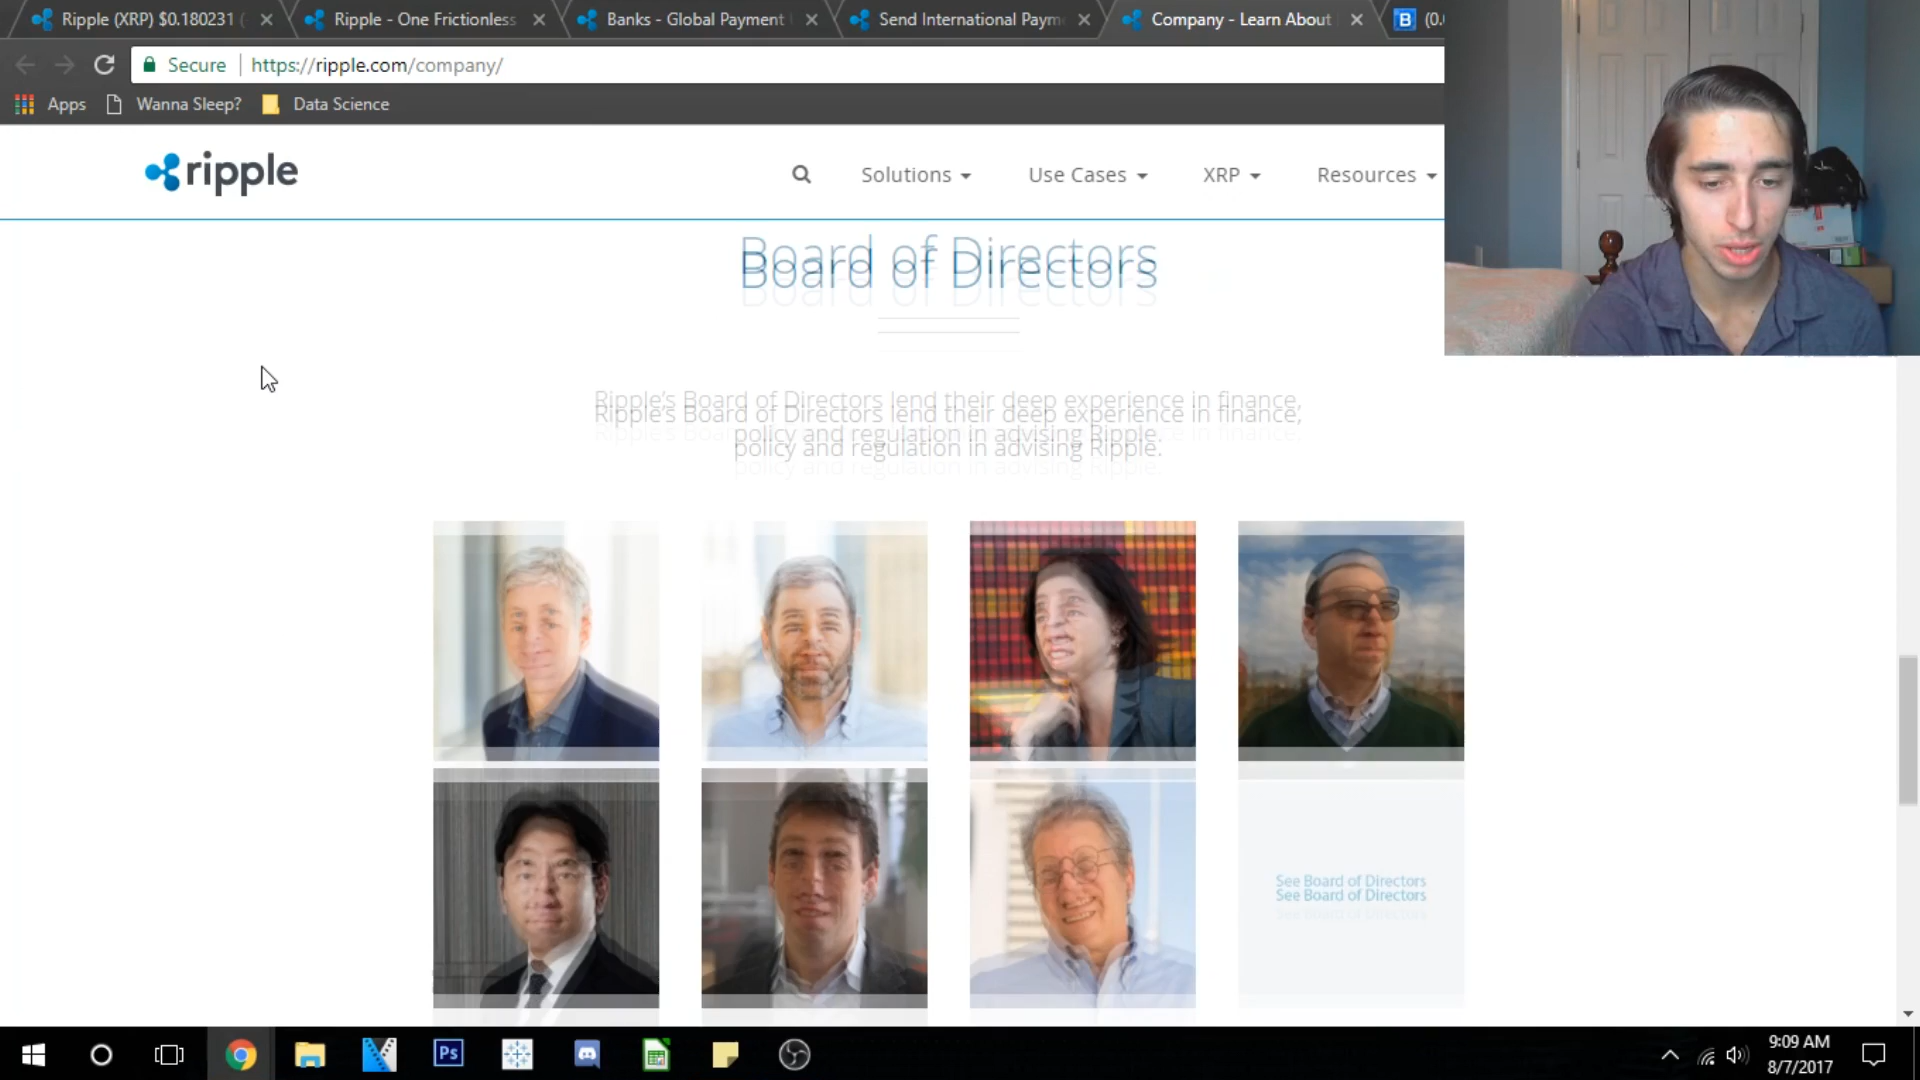 Ripple (XRP) $0.180231 (
Ripple - One Frictionless
Banks - Global Payment
Send International Paym
Company - Learn About
B (0.
Secure https://ripple.com/company/
Apps Wanna Sleep? Data Science
ripple
Solutions Use Cases XRP Resources
Board of Directors
Ripple's Board of Directors lend their deep experience in finance,
policy and regulation in advising Ripple.
See Board of Directors
Ps
9:09 AM
8/7/2017